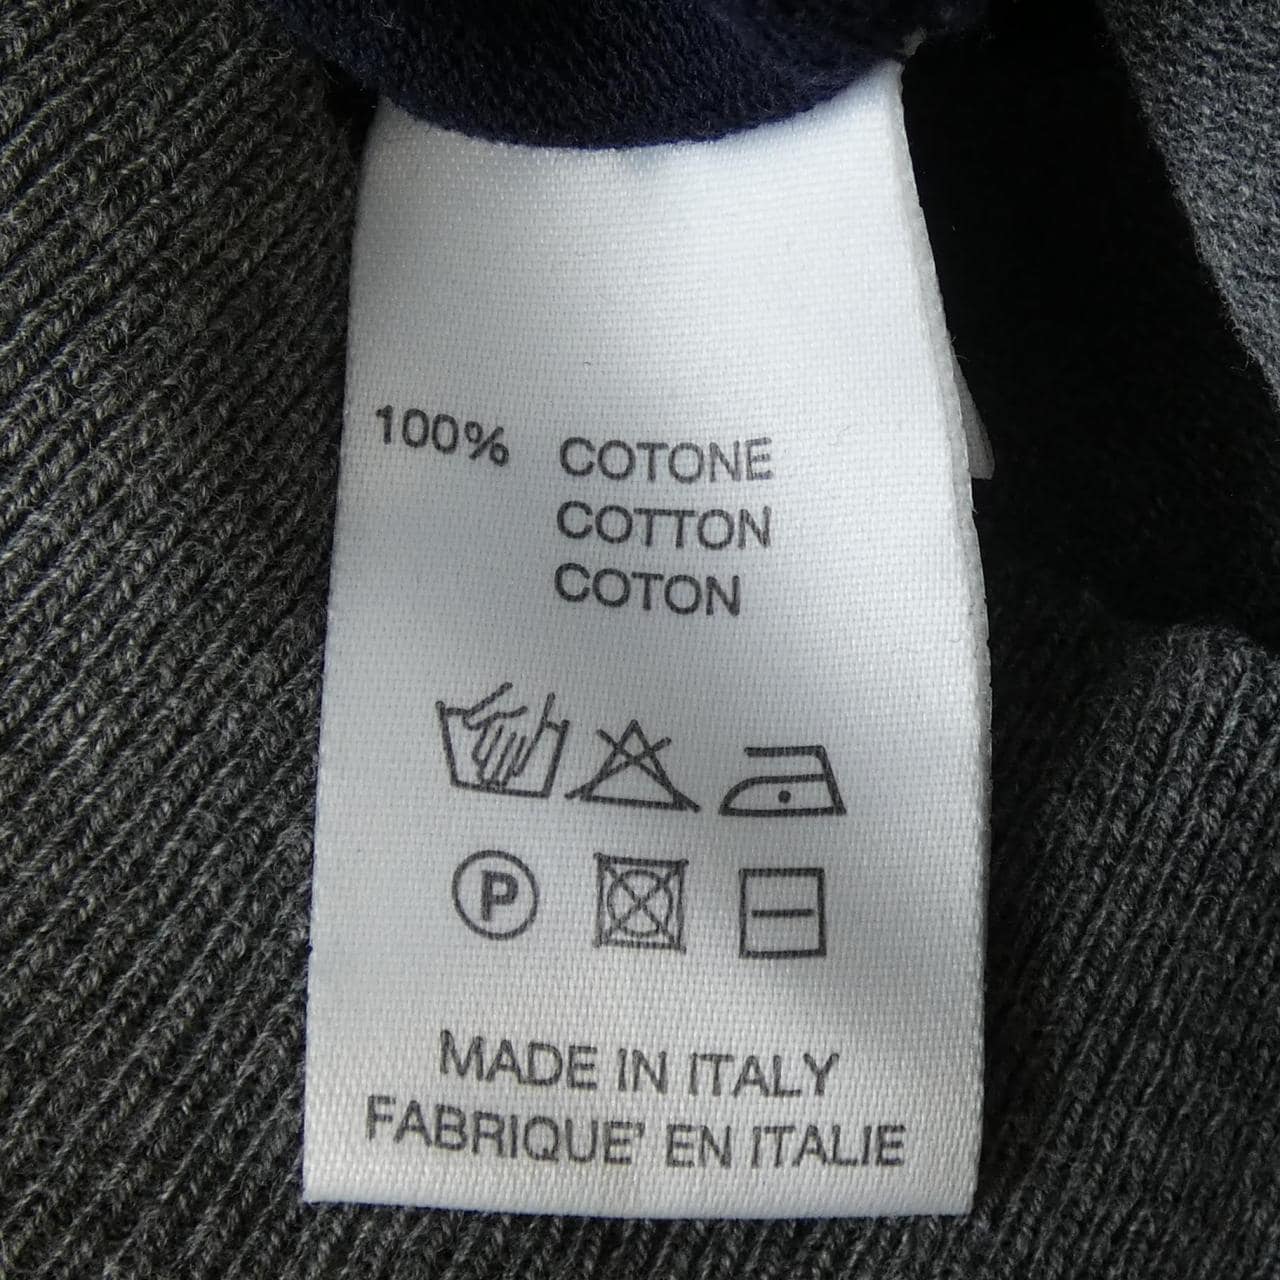 100% COTONE
COTTON
COTON
P
MADE IN ITALY
FABRIQUE' EN ITALIE